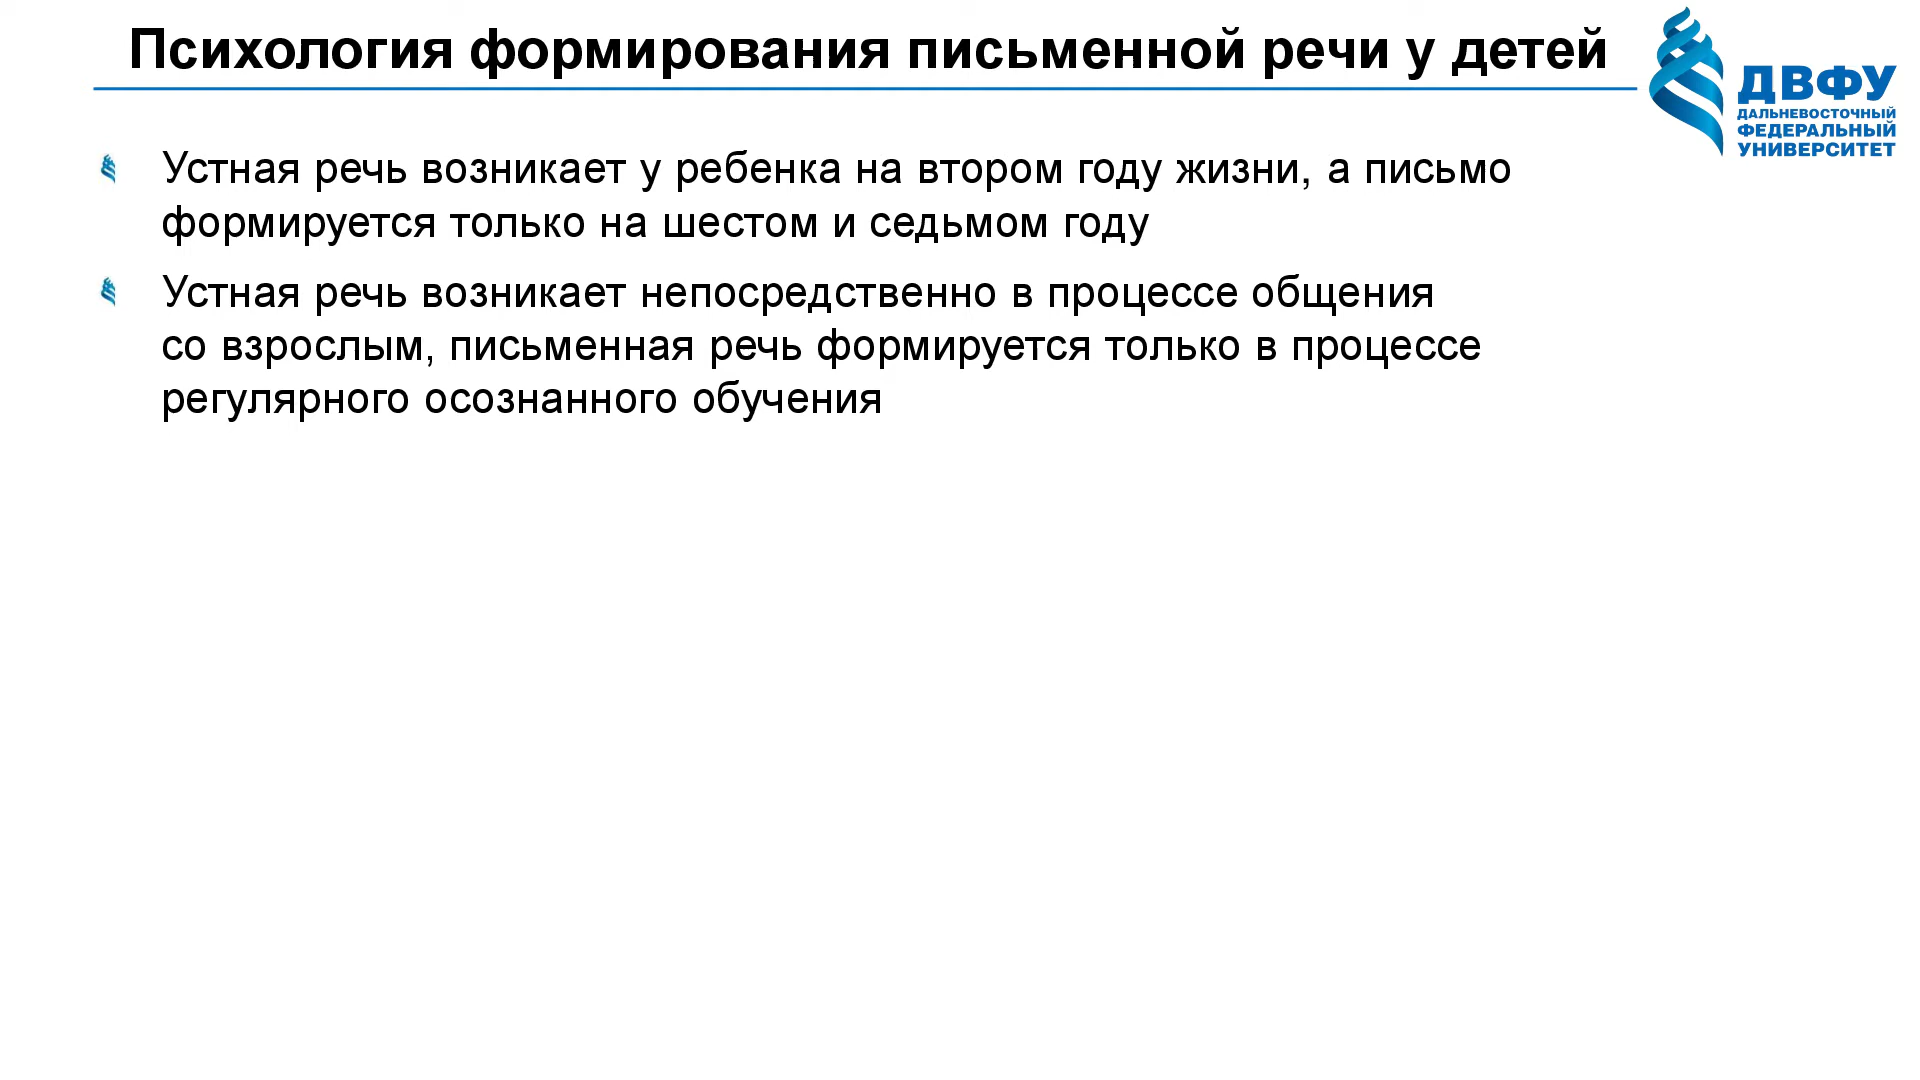 Психология формирования письменной речи у детей
ДВФУ
ДАЛЬНЕВОСТОЧНЫЙ
ФЕДЕРАЛЬНЫЙ
УНИВЕРСИТЕТ
Устная речь возникает у ребенка на втором году жизни, а письмо
формируется только на шестом и седьмом году
Устная речь возникает непосредственно в процессе общения
со взрослым, письменная речь формируется только в процессе
регулярного осознанного обучения